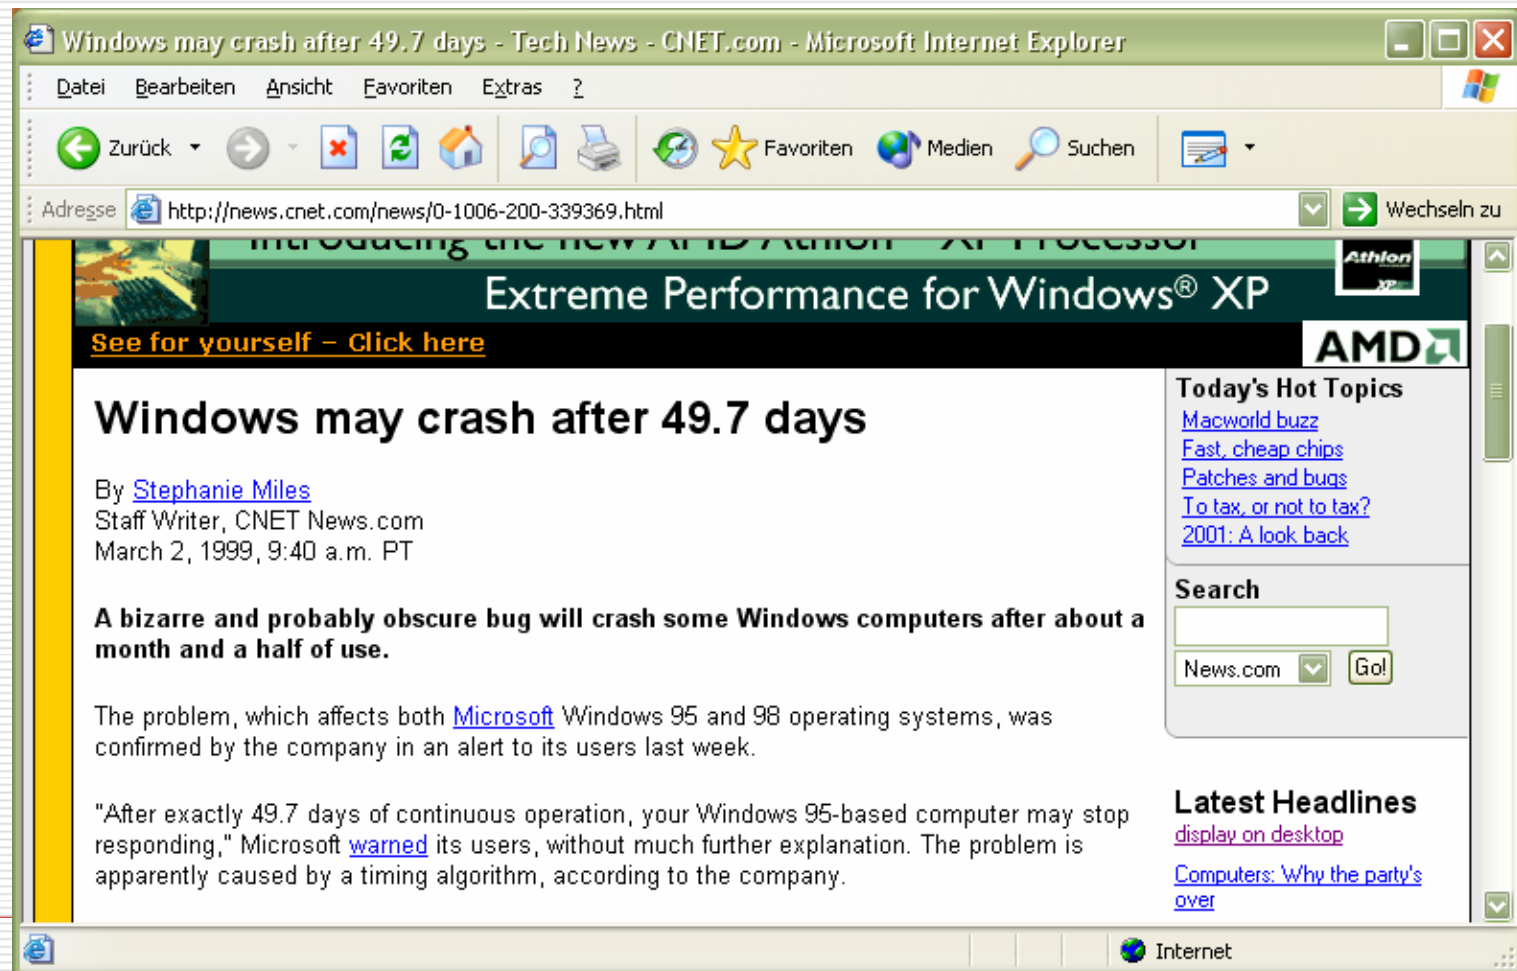 Windows may crash after 49.7 days - Tech News - CNET.com - Microsoft Internet Explorer
Datei Bearbeiten Ansicht Favoriten Extras ?
Zurück Favoriten Medien Suchen
Adresse http://news.cnet.com/news/0-1006-200-339369.html Wechseln zu
Introducing the new AMD Athlon XP Processor
Athlon
XP
Extreme Performance for Windows® XP
See for yourself – Click here
AMD
Windows may crash after 49.7 days
By Stephanie Miles
Staff Writer, CNET News.com
March 2, 1999, 9:40 a.m. PT
A bizarre and probably obscure bug will crash some Windows computers after about a
month and a half of use.
The problem, which affects both Microsoft Windows 95 and 98 operating systems, was
confirmed by the company in an alert to its users last week.
"After exactly 49.7 days of continuous operation, your Windows 95-based computer may stop
responding," Microsoft warned its users, without much further explanation. The problem is
apparently caused by a timing algorithm, according to the company.
Today's Hot Topics
Macworld buzz
Fast, cheap chips
Patches and bugs
To tax, or not to tax?
2001: A look back
Search
News.com Go!
Latest Headlines
display on desktop
Computers: Why the party's
over
Internet